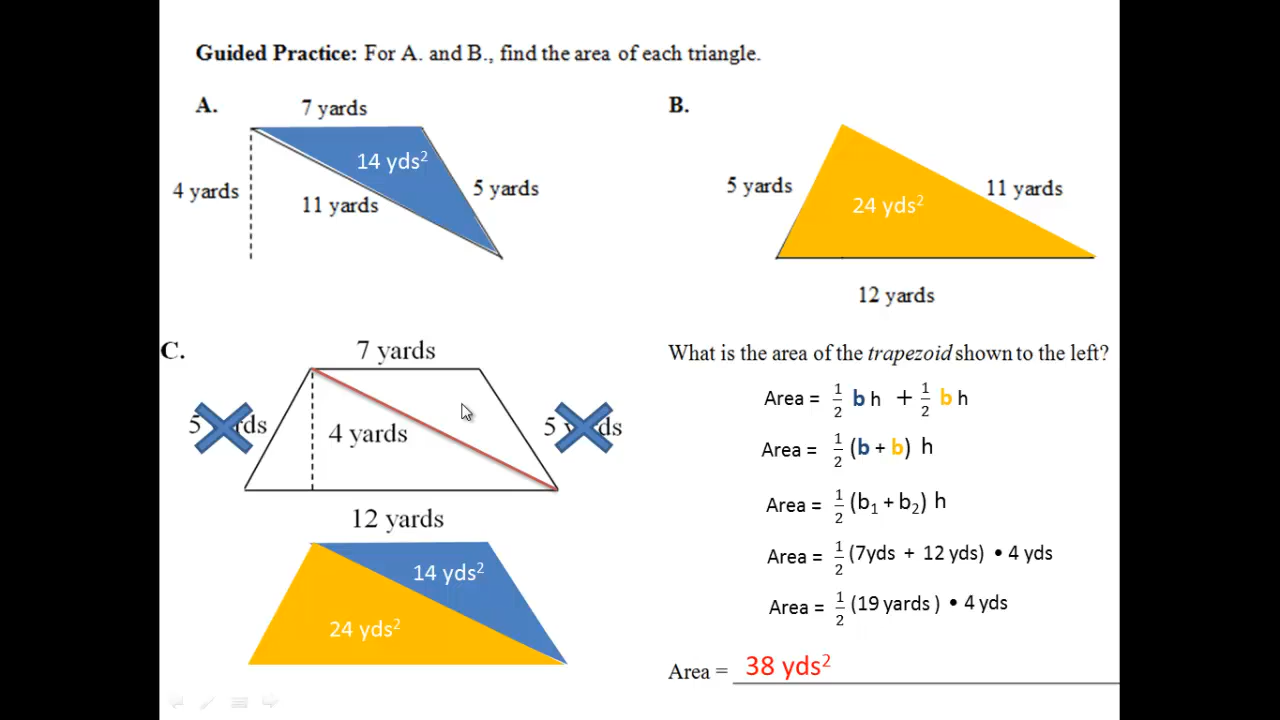 Guided Practice: For A. and B., find the area of each triangle.
A.
7 yards
14 yds²
4 yards
5 yards
11 yards
B.
5 yards
11 yards
24 yds²
12 yards
C.
7 yards
4 yards
12 yards
14 yds²
24 yds²
What is the area of the trapezoid shown to the left?
Area = 1/2 b h + 1/2 b h
Area = 1/2 (b + b) h
Area = 1/2 (b₁ + b₂) h
Area = 1/2 (7yds + 12 yds) • 4 yds
Area = 1/2 (19 yards ) • 4 yds
Area = 38 yds²